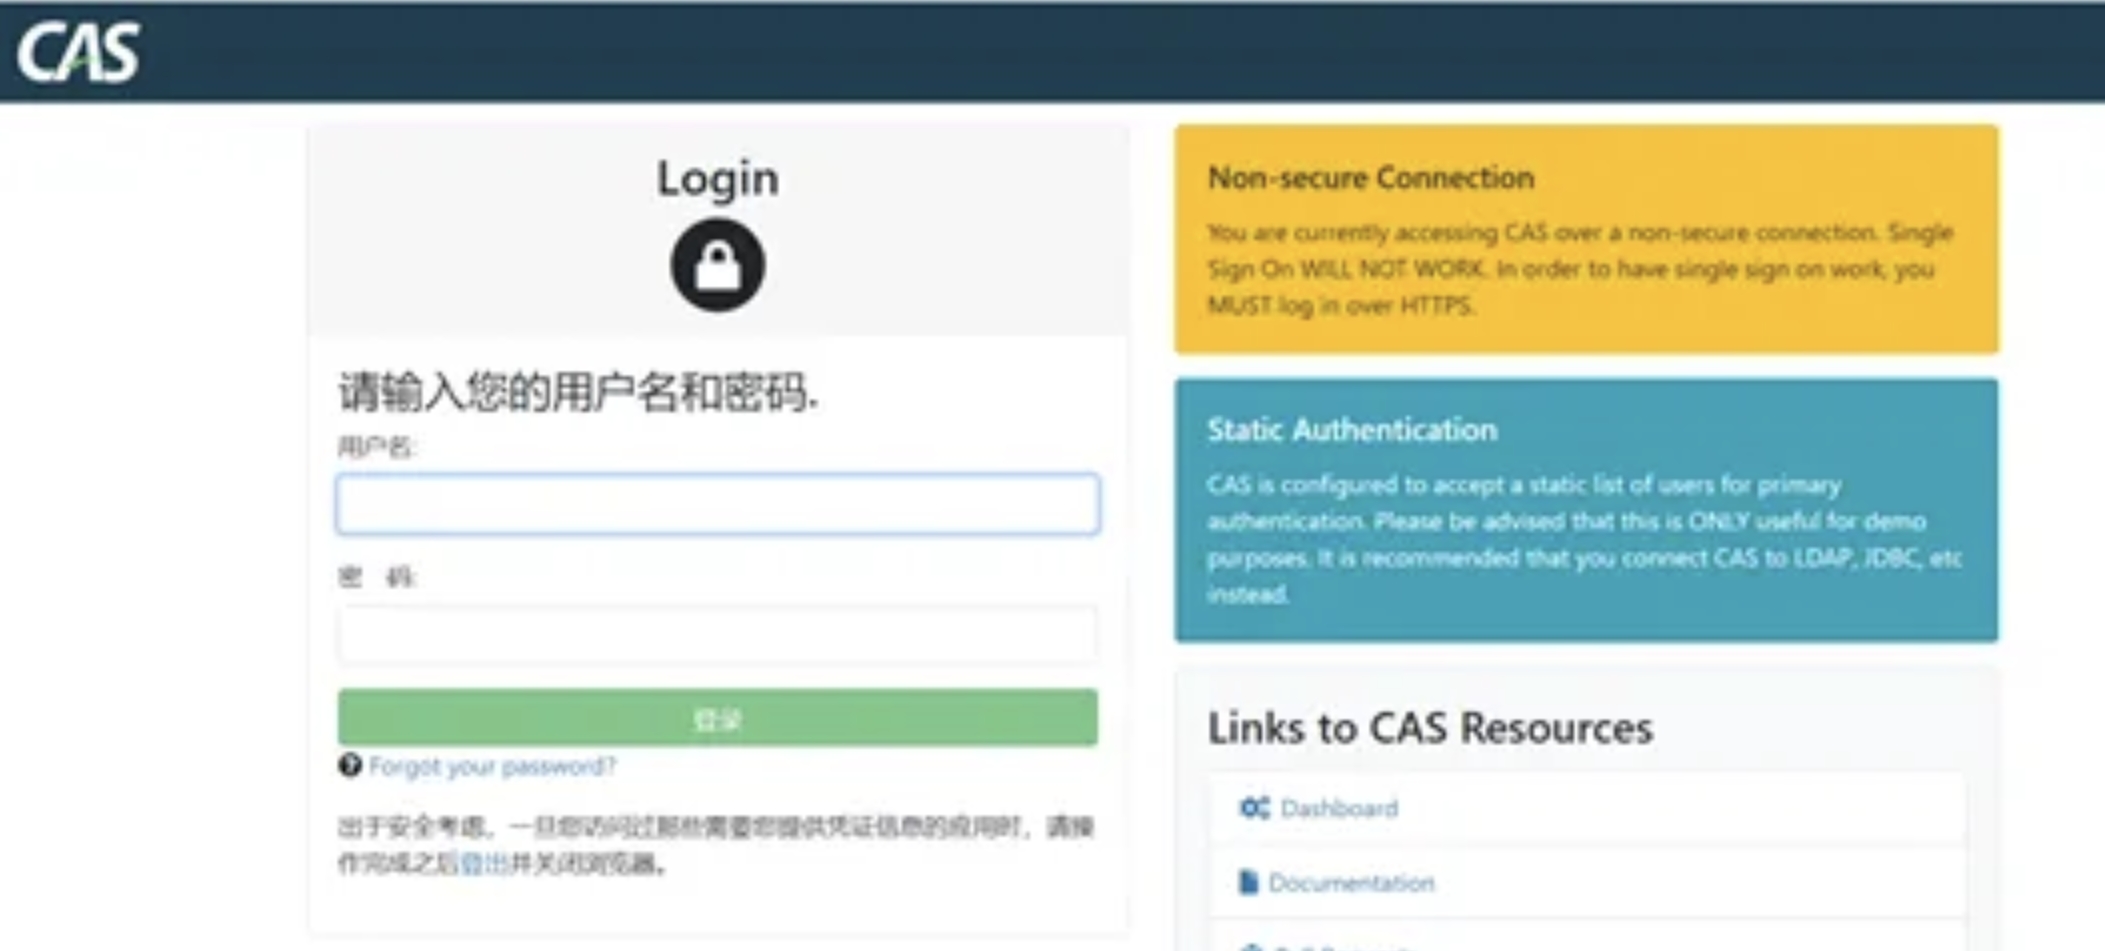 CAS
Login
请输入您的用户名和密码.
用户名:
密 码:
登录
Forgot your password?
出于安全考虑，一旦您访问过那些需要您提供凭证信息的应用时，请操
作完成之后登出并关闭浏览器。
Non-secure Connection
You are currently accessing CAS over a non-secure connection. Single
Sign On WILL NOT WORK. In order to have single sign on work, you
MUST log in over HTTPS.
Static Authentication
CAS is configured to accept a static list of users for primary
authentication. Please be advised that this is ONLY useful for demo
purposes. It is recommended that you connect CAS to LDAP, JDBC, etc
instead.
Links to CAS Resources
Dashboard
Documentation